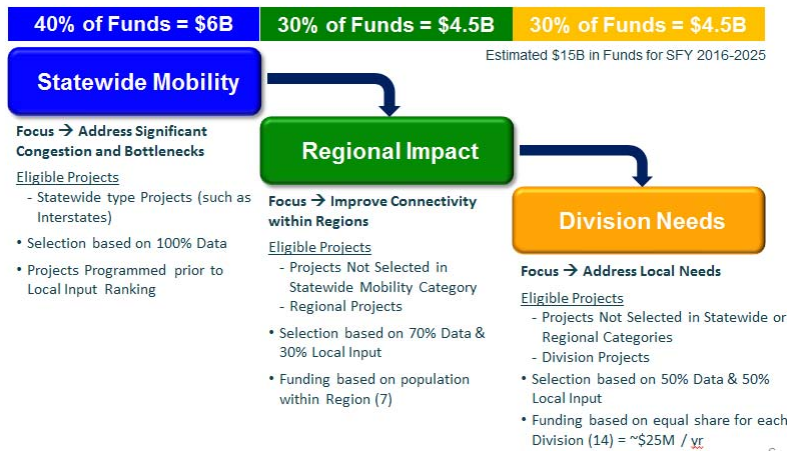 40% of Funds = $6B
30% of Funds = $4.5B
30% of Funds = $4.5B
Estimated $15B in Funds for SFY 2016-2025
Statewide Mobility
Focus → Address Significant
Congestion and Bottlenecks
Eligible Projects
- Statewide type Projects (such as
Interstates)
• Selection based on 100% Data
• Projects Programmed prior to
Local Input Ranking
Regional Impact
Focus → Improve Connectivity
within Regions
Eligible Projects
- Projects Not Selected in
Statewide Mobility Category
- Regional Projects
• Selection based on 70% Data &
30% Local Input
• Funding based on population
within Region (7)
Division Needs
Focus → Address Local Needs
Eligible Projects
- Projects Not Selected in Statewide or
Regional Categories
- Division Projects
• Selection based on 50% Data & 50%
Local Input
• Funding based on equal share for each
Division (14) = ~$25M / yr